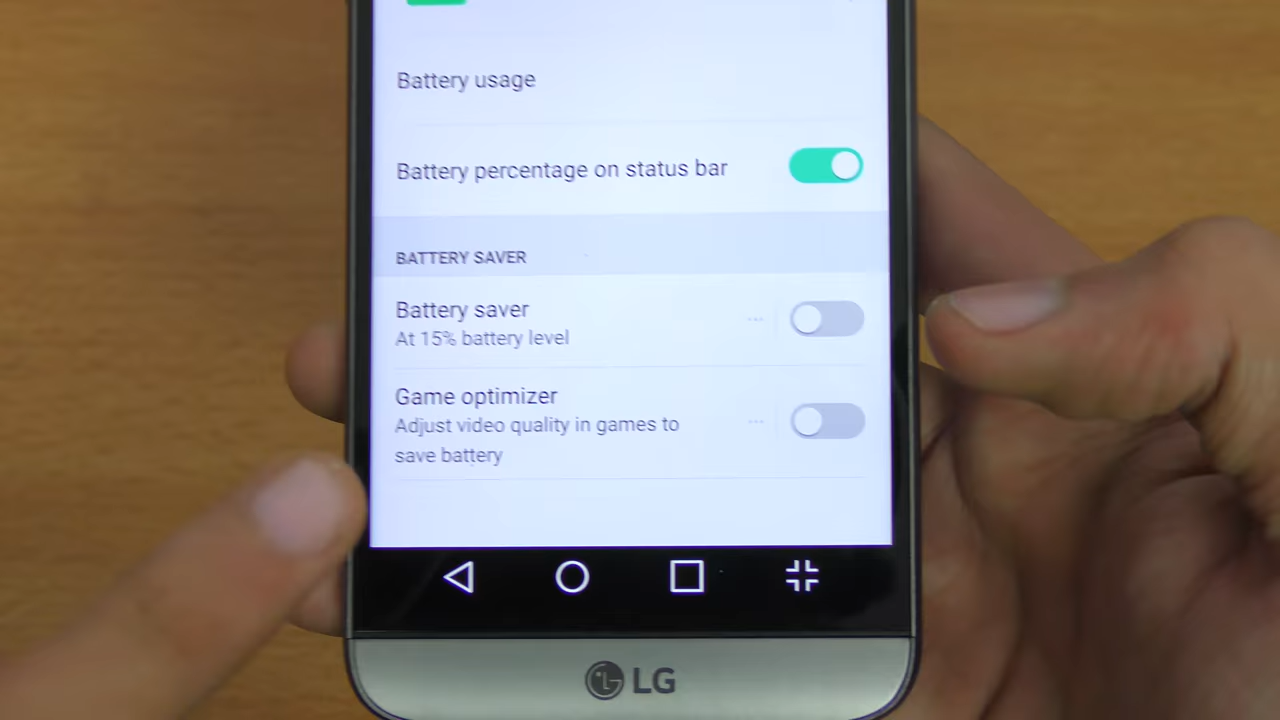 Battery usage
Battery percentage on status bar
BATTERY SAVER
Battery saver
At 15% battery level
Game optimizer
Adjust video quality in games to
save battery
LG